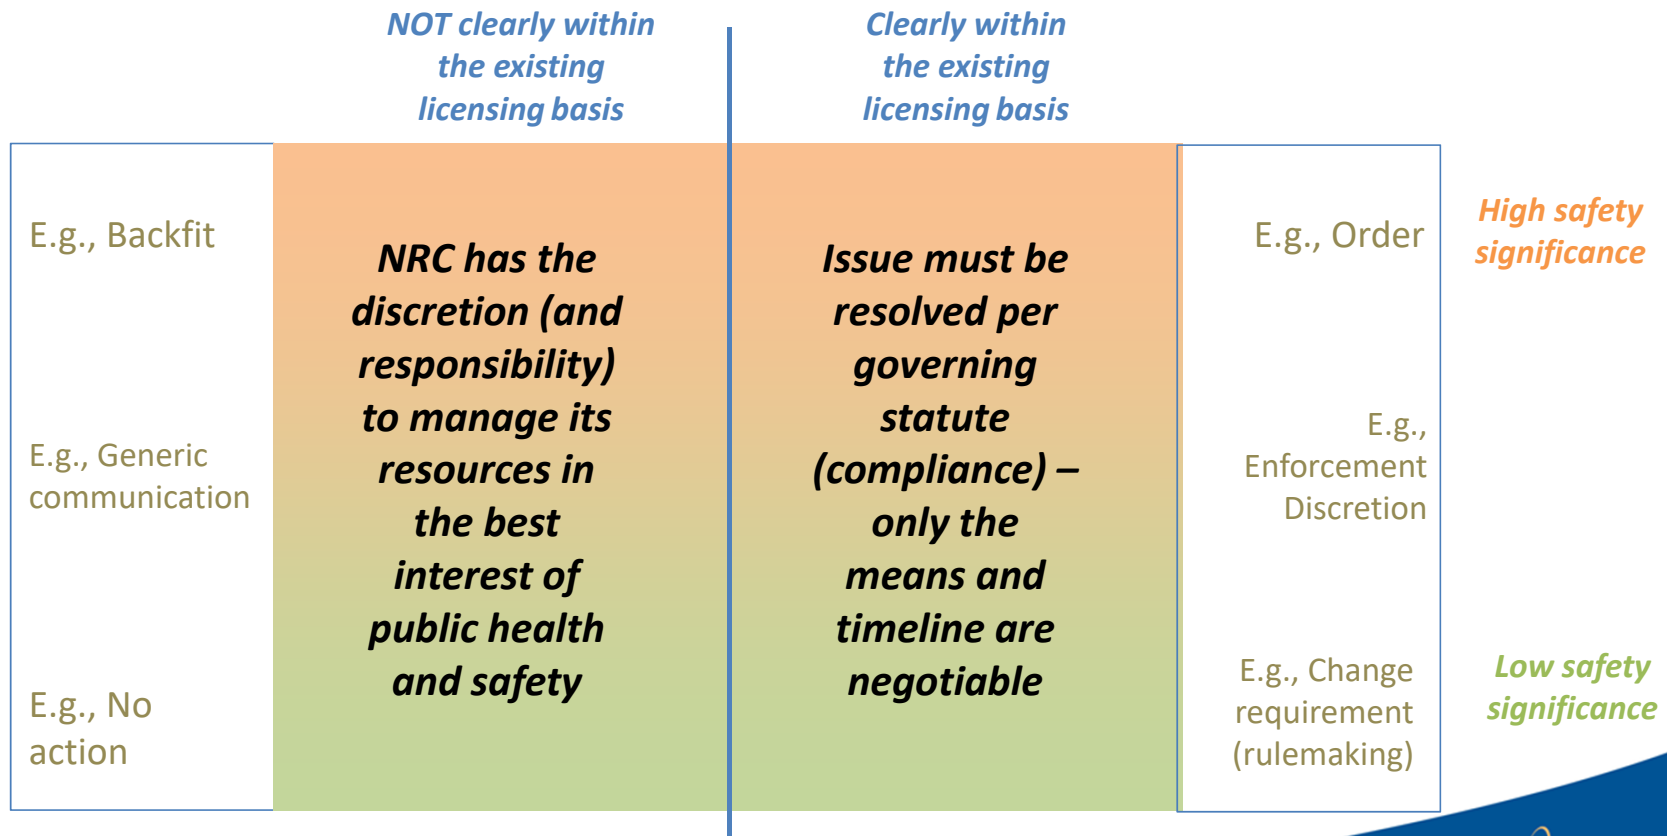 NOT clearly within
the existing
licensing basis
Clearly within
the existing
licensing basis
E.g., Backfit
E.g., Generic
communication
E.g., No
action
NRC has the
discretion (and
responsibility)
to manage its
resources in
the best
interest of
public health
and safety
Issue must be
resolved per
governing
statute
(compliance) –
only the
means and
timeline are
negotiable
E.g., Order
E.g.,
Enforcement
Discretion
E.g., Change
requirement
(rulemaking)
High safety
significance
Low safety
significance